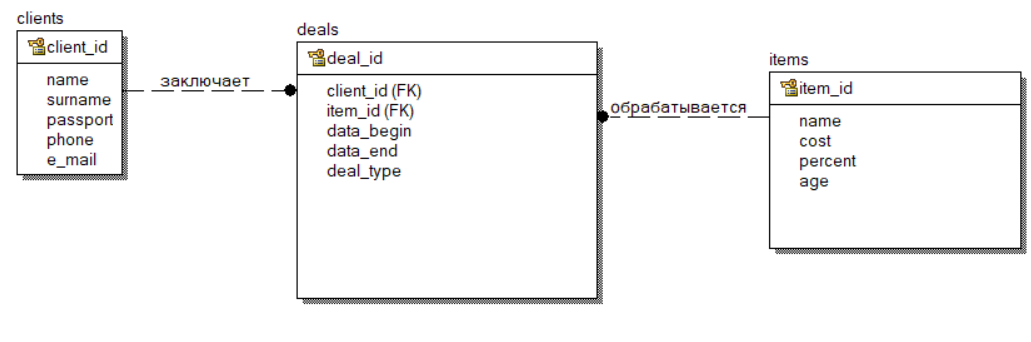 clients
client_id
name
surname
passport
phone
e_mail
заключает
deals
deal_id
client_id (FK)
item_id (FK)
data_begin
data_end
deal_type
обрабатывается
items
item_id
name
cost
percent
age